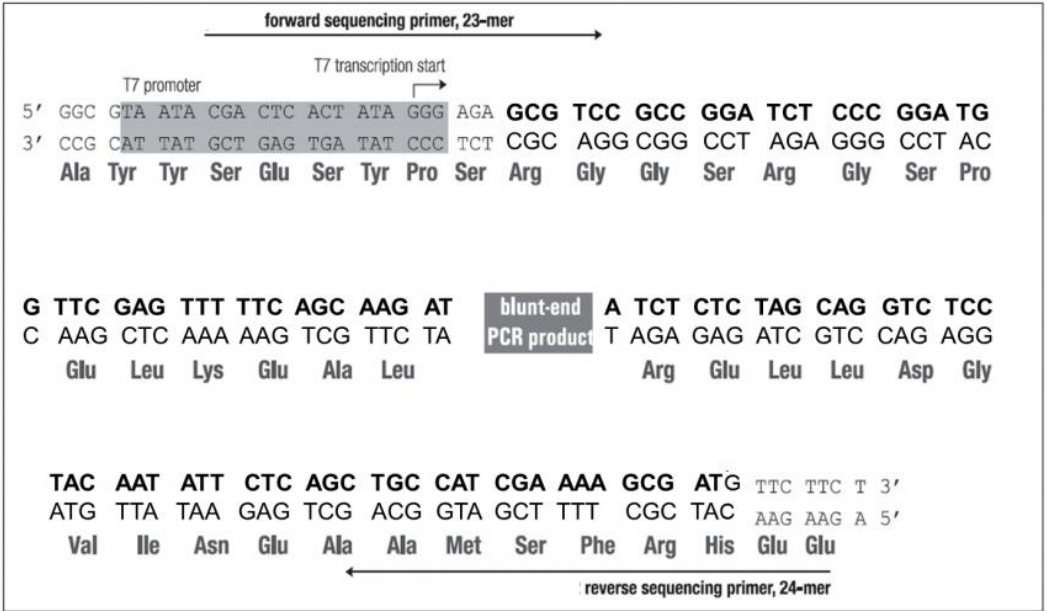 forward sequencing primer, 23-mer
T7 transcription start
T7 promoter
5' GGC GTAATA CGA CTC ACT ATA GGG AGA GCG TCC GCC GGA TCT CCC GGA TG
3' CCG CATTAT GCT GAG TGA TAT CCC TCT CGC AGG CGG CCT AGA GGG CCT AC
Ala Tyr Tyr Ser Glu Ser Tyr Pro Ser Arg Gly Gly Ser Arg Gly Ser Pro
G TTC GAG TTT TTC AGC AAG AT blunt-end A TCT CTC TAG CAG GTC TCC
C AAG CTC AAA AAG TCG TTC TA PCR product T AGA GAG ATC GTC CAG AGG
Glu Leu Lys Glu Ala Leu Arg Glu Leu Leu Asp Gly
TAC AAT ATT CTC AGC TGC CAT CGA AAA GCG ATG TTC TTC T 3'
ATG TTA TAA GAG TCG ACG GTA GCT TTT CGC TAC AAG AAG A 5'
Val Ile Asn Glu Ala Ala Met Ser Phe Arg His Glu Glu
reverse sequencing primer, 24-mer